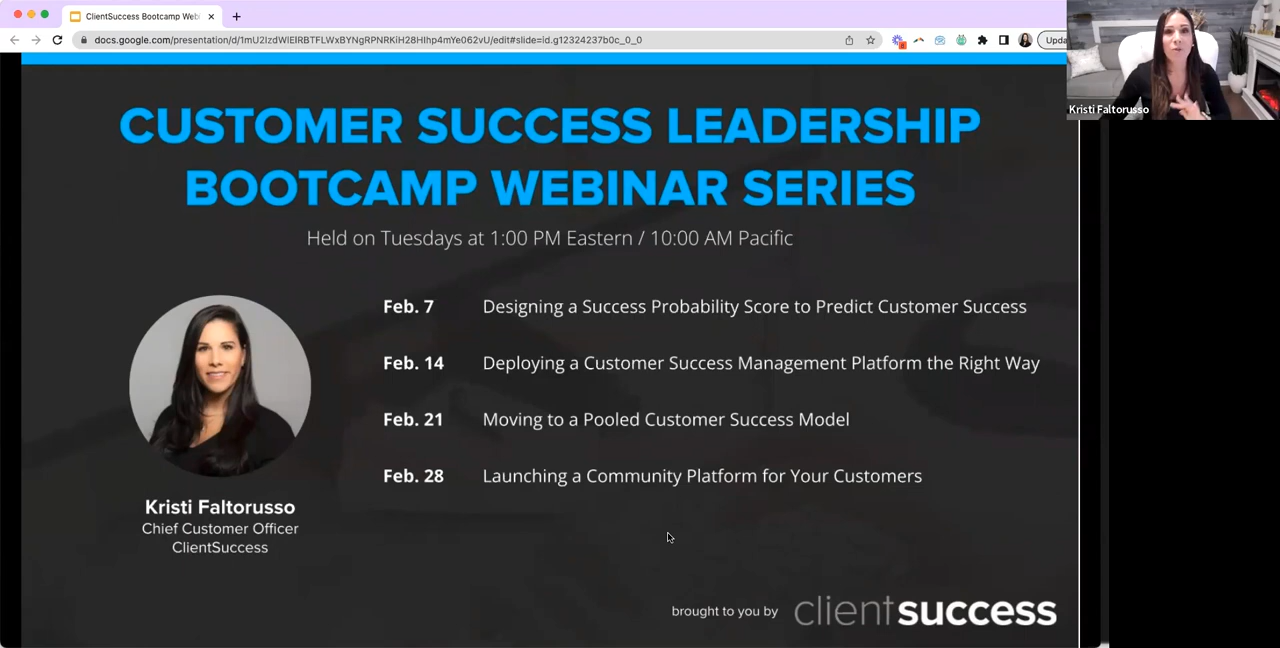 ClientSuccess Bootcamp Web
docs.google.com/presentation/d/1mU2IzdWIEIRBTFLWxBYNgRPNRKiH28HIhp4mYe062vU/edit#slide=id.g12324237b0c_0_0
Upda
Kristi Faltorusso
CUSTOMER SUCCESS LEADERSHIP
BOOTCAMP WEBINAR SERIES
Held on Tuesdays at 1:00 PM Eastern / 10:00 AM Pacific
Feb. 7 Designing a Success Probability Score to Predict Customer Success
Feb. 14 Deploying a Customer Success Management Platform the Right Way
Feb. 21 Moving to a Pooled Customer Success Model
Feb. 28 Launching a Community Platform for Your Customers
Kristi Faltorusso
Chief Customer Officer
ClientSuccess
brought to you by clientsuccess